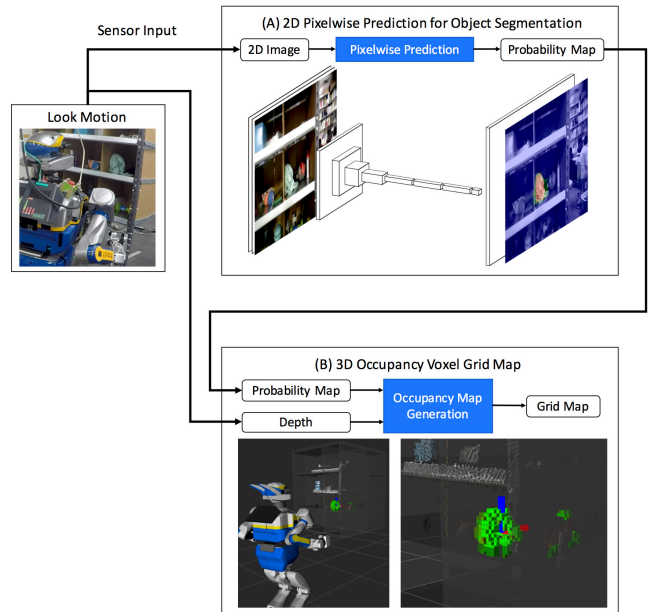 (A) 2D Pixelwise Prediction for Object Segmentation
Sensor Input
2D Image
Pixelwise Prediction
Probability Map
Look Motion
(B) 3D Occupancy Voxel Grid Map
Probability Map
Occupancy Map
Generation
Grid Map
Depth